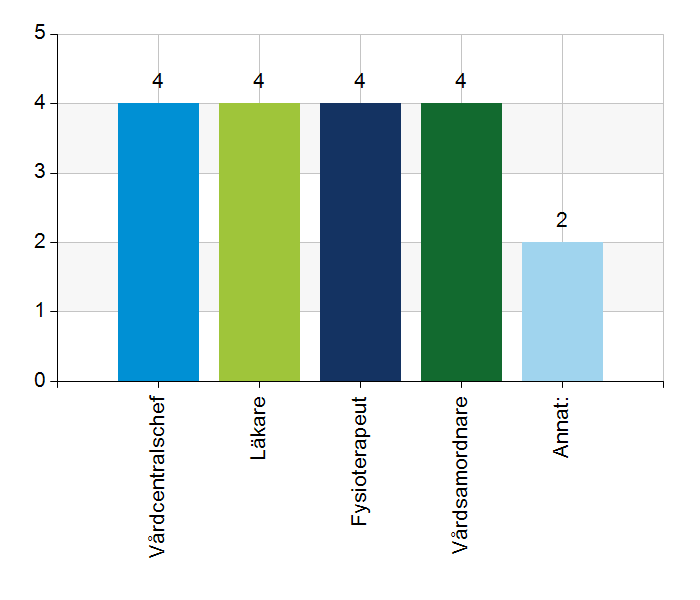 5
4
3
2
1
0
4
4
4
4
2
Vårdcentralschef
Läkare
Fysioterapeut
Vårdsamordnare
Annat: